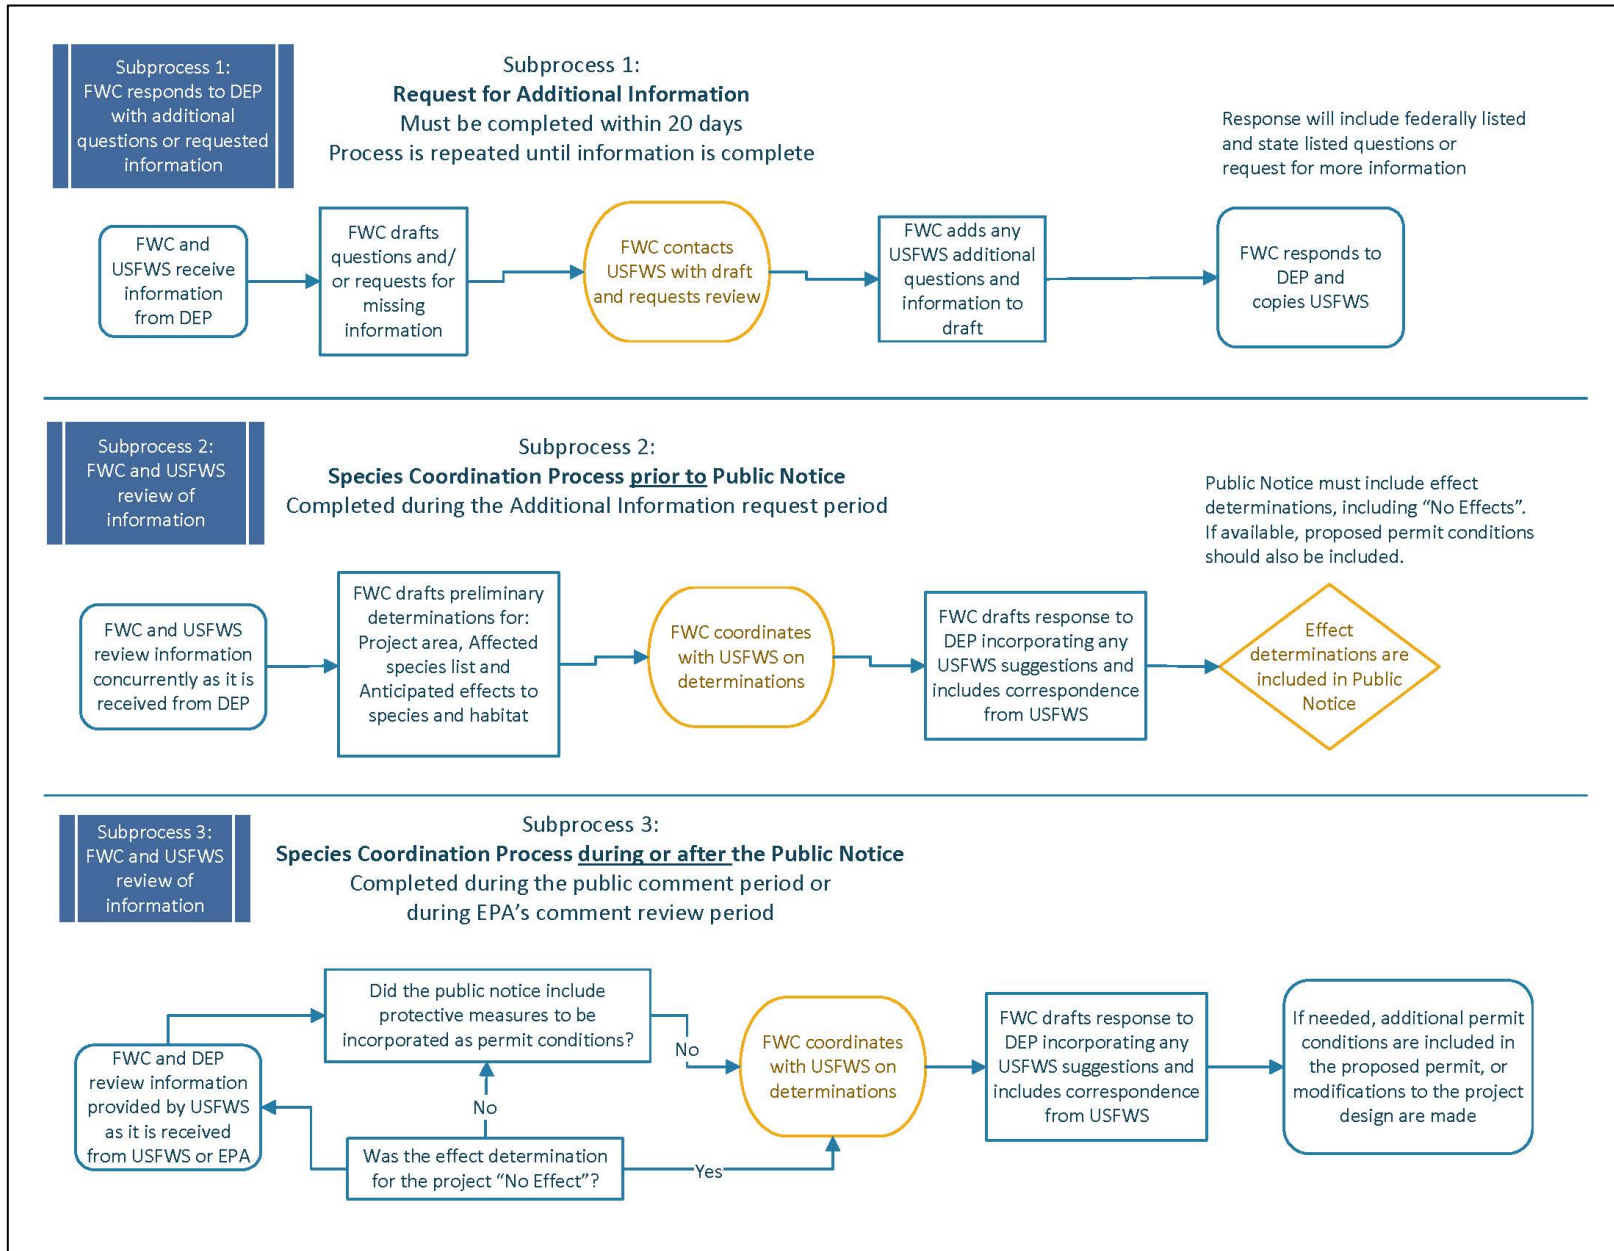 Subprocess 1:
FWC responds to DEP
with additional
questions or requested
information
Subprocess 1:
Request for Additional Information
Must be completed within 20 days
Process is repeated until information is complete
Response will include federally listed
and state listed questions or
request for more information
FWC and
USFWS receive
information
from DEP
FWC drafts
questions and/
or requests for
missing
information
FWC contacts
USFWS with draft
and requests review
FWC adds any
USFWS additional
questions and
information to
draft
FWC responds to
DEP and
copies USFWS
Subprocess 2:
FWC and USFWS
review of
information
Subprocess 2:
Species Coordination Process prior to Public Notice
Completed during the Additional Information request period
Public Notice must include effect
determinations, including “No Effects”.
If available, proposed permit conditions
should also be included.
FWC and USFWS
review information
concurrently as it is
received from DEP
FWC drafts preliminary
determinations for:
Project area, Affected
species list and
Anticipated effects to
species and habitat
FWC coordinates
with USFWS on
determinations
FWC drafts response to
DEP incorporating any
USFWS suggestions and
includes correspondence
from USFWS
Effect
determinations are
included in Public
Notice
Subprocess 3:
FWC and USFWS
review of
information
Subprocess 3:
Species Coordination Process during or after the Public Notice
Completed during the public comment period or
during EPA’s comment review period
FWC and DEP
review information
provided by USFWS
as it is received
from USFWS or EPA
Did the public notice include
protective measures to be
incorporated as permit conditions?
No
No
Was the effect determination
for the project “No Effect”?
Yes
FWC coordinates
with USFWS on
determinations
FWC drafts response to
DEP incorporating any
USFWS suggestions and
includes correspondence
from USFWS
If needed, additional permit
conditions are included in
the proposed permit, or
modifications to the project
design are made